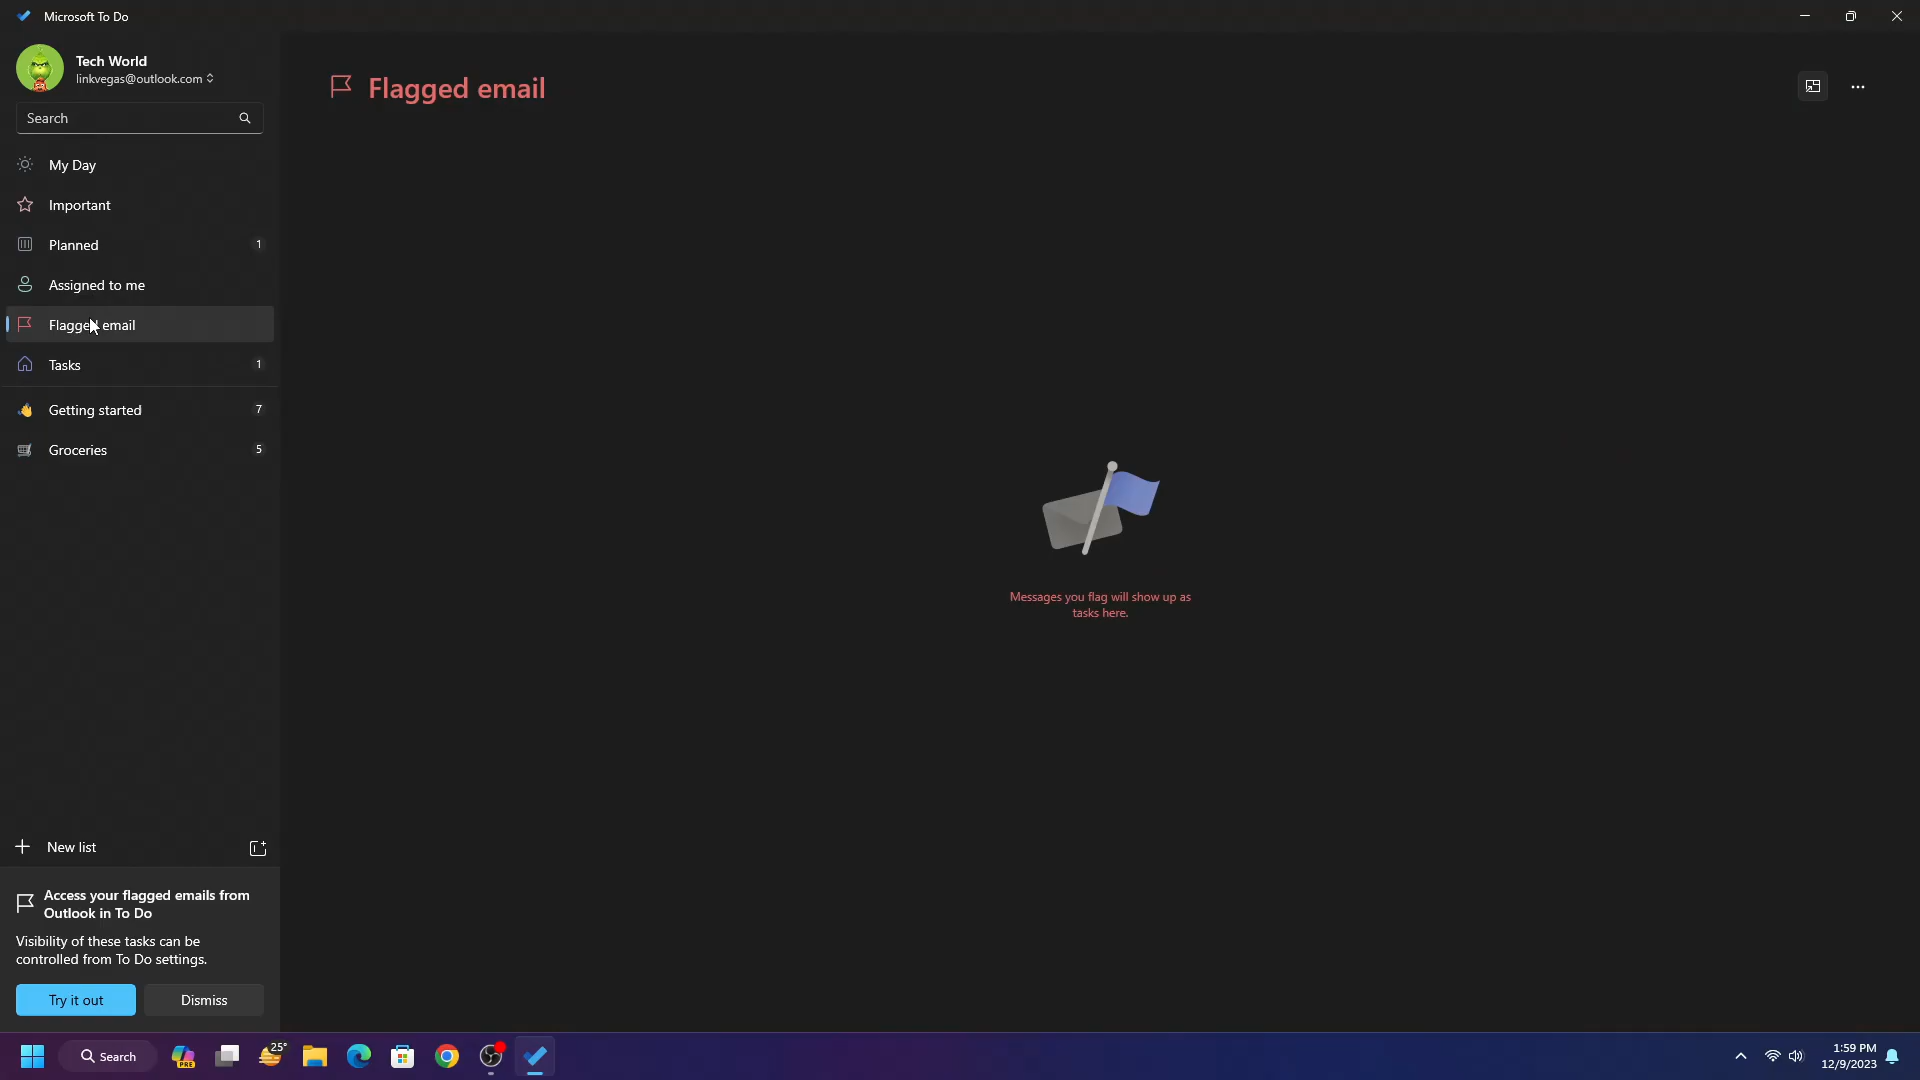 Microsoft To Do
Tech World
linkvegas@outlook.com
Search
My Day
Important
Planned 1
Assigned to me
Flagged email
Tasks 1
Getting started 7
Groceries 5
New list
Access your flagged emails from
Outlook in To Do
Visibility of these tasks can be
controlled from To Do settings.
Try it out Dismiss
Flagged email
Messages you flag will show up as
tasks here.
Search
PRE
25°
1:59 PM
12/9/2023